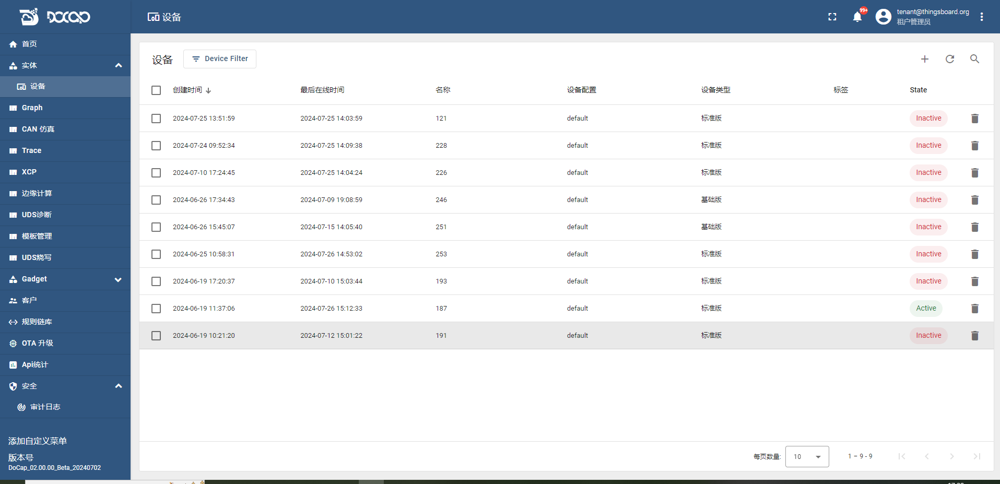 DOCAP
设备
99+
tenant@thingsboard.org
租户管理员
首页
实体
设备
Graph
CAN 仿真
Trace
XCP
边缘计算
UDS诊断
模板管理
UDS烧写
Gadget
客户
规则链库
OTA 升级
Api统计
安全
审计日志
添加自定义菜单
版本号
DoCap_02.00.00_Beta_20240702
设备 Device Filter
创建时间 最后在线时间 名称 设备配置 设备类型 标签 State
2024-07-25 13:51:59 2024-07-25 14:03:59 121 default 标准版 Inactive
2024-07-24 09:52:34 2024-07-25 14:09:38 228 default 标准版 Inactive
2024-07-10 17:24:45 2024-07-25 14:04:24 226 default 标准版 Inactive
2024-06-26 17:34:43 2024-07-09 19:08:59 246 default 基础版 Inactive
2024-06-26 15:45:07 2024-07-15 14:05:40 251 default 基础版 Inactive
2024-06-25 10:58:31 2024-07-26 14:53:02 253 default 标准版 Inactive
2024-06-19 17:20:37 2024-07-10 15:03:44 193 default 标准版 Inactive
2024-06-19 11:37:06 2024-07-26 15:12:33 187 default 标准版 Active
2024-06-19 10:21:20 2024-07-12 15:01:22 191 default 标准版 Inactive
每页数量: 10 1 – 9 - 9